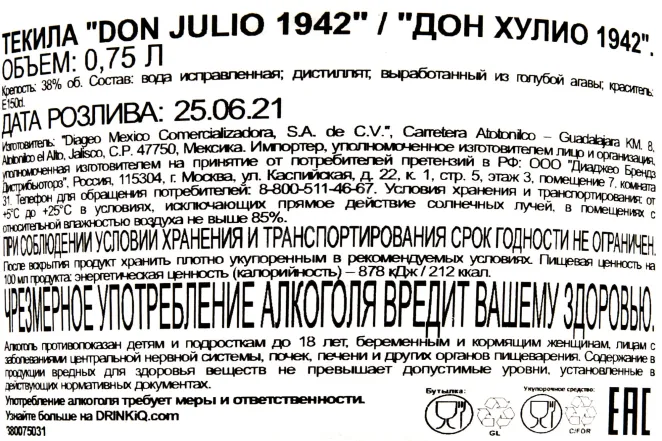 ТЕКИЛА "DON JULIO 1942" / "ДОН ХУЛИО 1942".
ОБЪЕМ: 0,75 Л
Крепость: 38% об. Состав: вода исправленная; дистиллят, выработанный из голубой агавы; краситель:
E150d.
ДАТА РОЗЛИВА: 25.06.21
Изготовитель: "Diageo Mexico Comercializadora, S.A. de C.V.", Carretera Atotonilco – Guadalajara KM. 8,
Atotonilco el Alto, Jalisco, C.P. 47750, Мексика. Импортер, уполномоченное изготовителем лицо и организация,
уполномоченная изготовителем на принятие от потребителей претензий в РФ: ООО "Диаджео Брендз
Дистрибьюторз", Россия, 115304, г. Москва, ул. Каспийская, д. 22, к. 1, стр. 5, этаж 3, помещение 7, комната
31. Телефон для обращения потребителей: 8-800-511-46-67. Условия хранения и транспортирования: от
+5°C до +25°C в условиях, исключающих прямое действие солнечных лучей, в помещениях с
относительной влажностью воздуха не выше 85%.
ПРИ СОБЛЮДЕНИИ УСЛОВИЙ ХРАНЕНИЯ И ТРАНСПОРТИРОВАНИЯ СРОК ГОДНОСТИ НЕ ОГРАНИЧЕН.
После вскрытия продукт хранить плотно укупоренным в рекомендуемых условиях. Пищевая ценность на
100 мл продукта: энергетическая ценность (калорийность) – 878 кДж / 212 ккал.
ЧРЕЗМЕРНОЕ УПОТРЕБЛЕНИЕ АЛКОГОЛЯ ВРЕДИТ ВАШЕМУ ЗДОРОВЬЮ.
Алкоголь противопоказан детям и подросткам до 18 лет, беременным и кормящим женщинам, лицам с
заболеваниями центральной нервной системы, почек, печени и других органов пищеварения. Содержание в
продукции вредных для здоровья веществ не превышает допустимые уровни, установленные в
действующих нормативных документах.
Употребление алкоголя требует меры и ответственности.
Узнайте больше на DRINKiQ.com
380075031
Бутылка:
GL
Укупорочное средство:
C/FOR
EAC